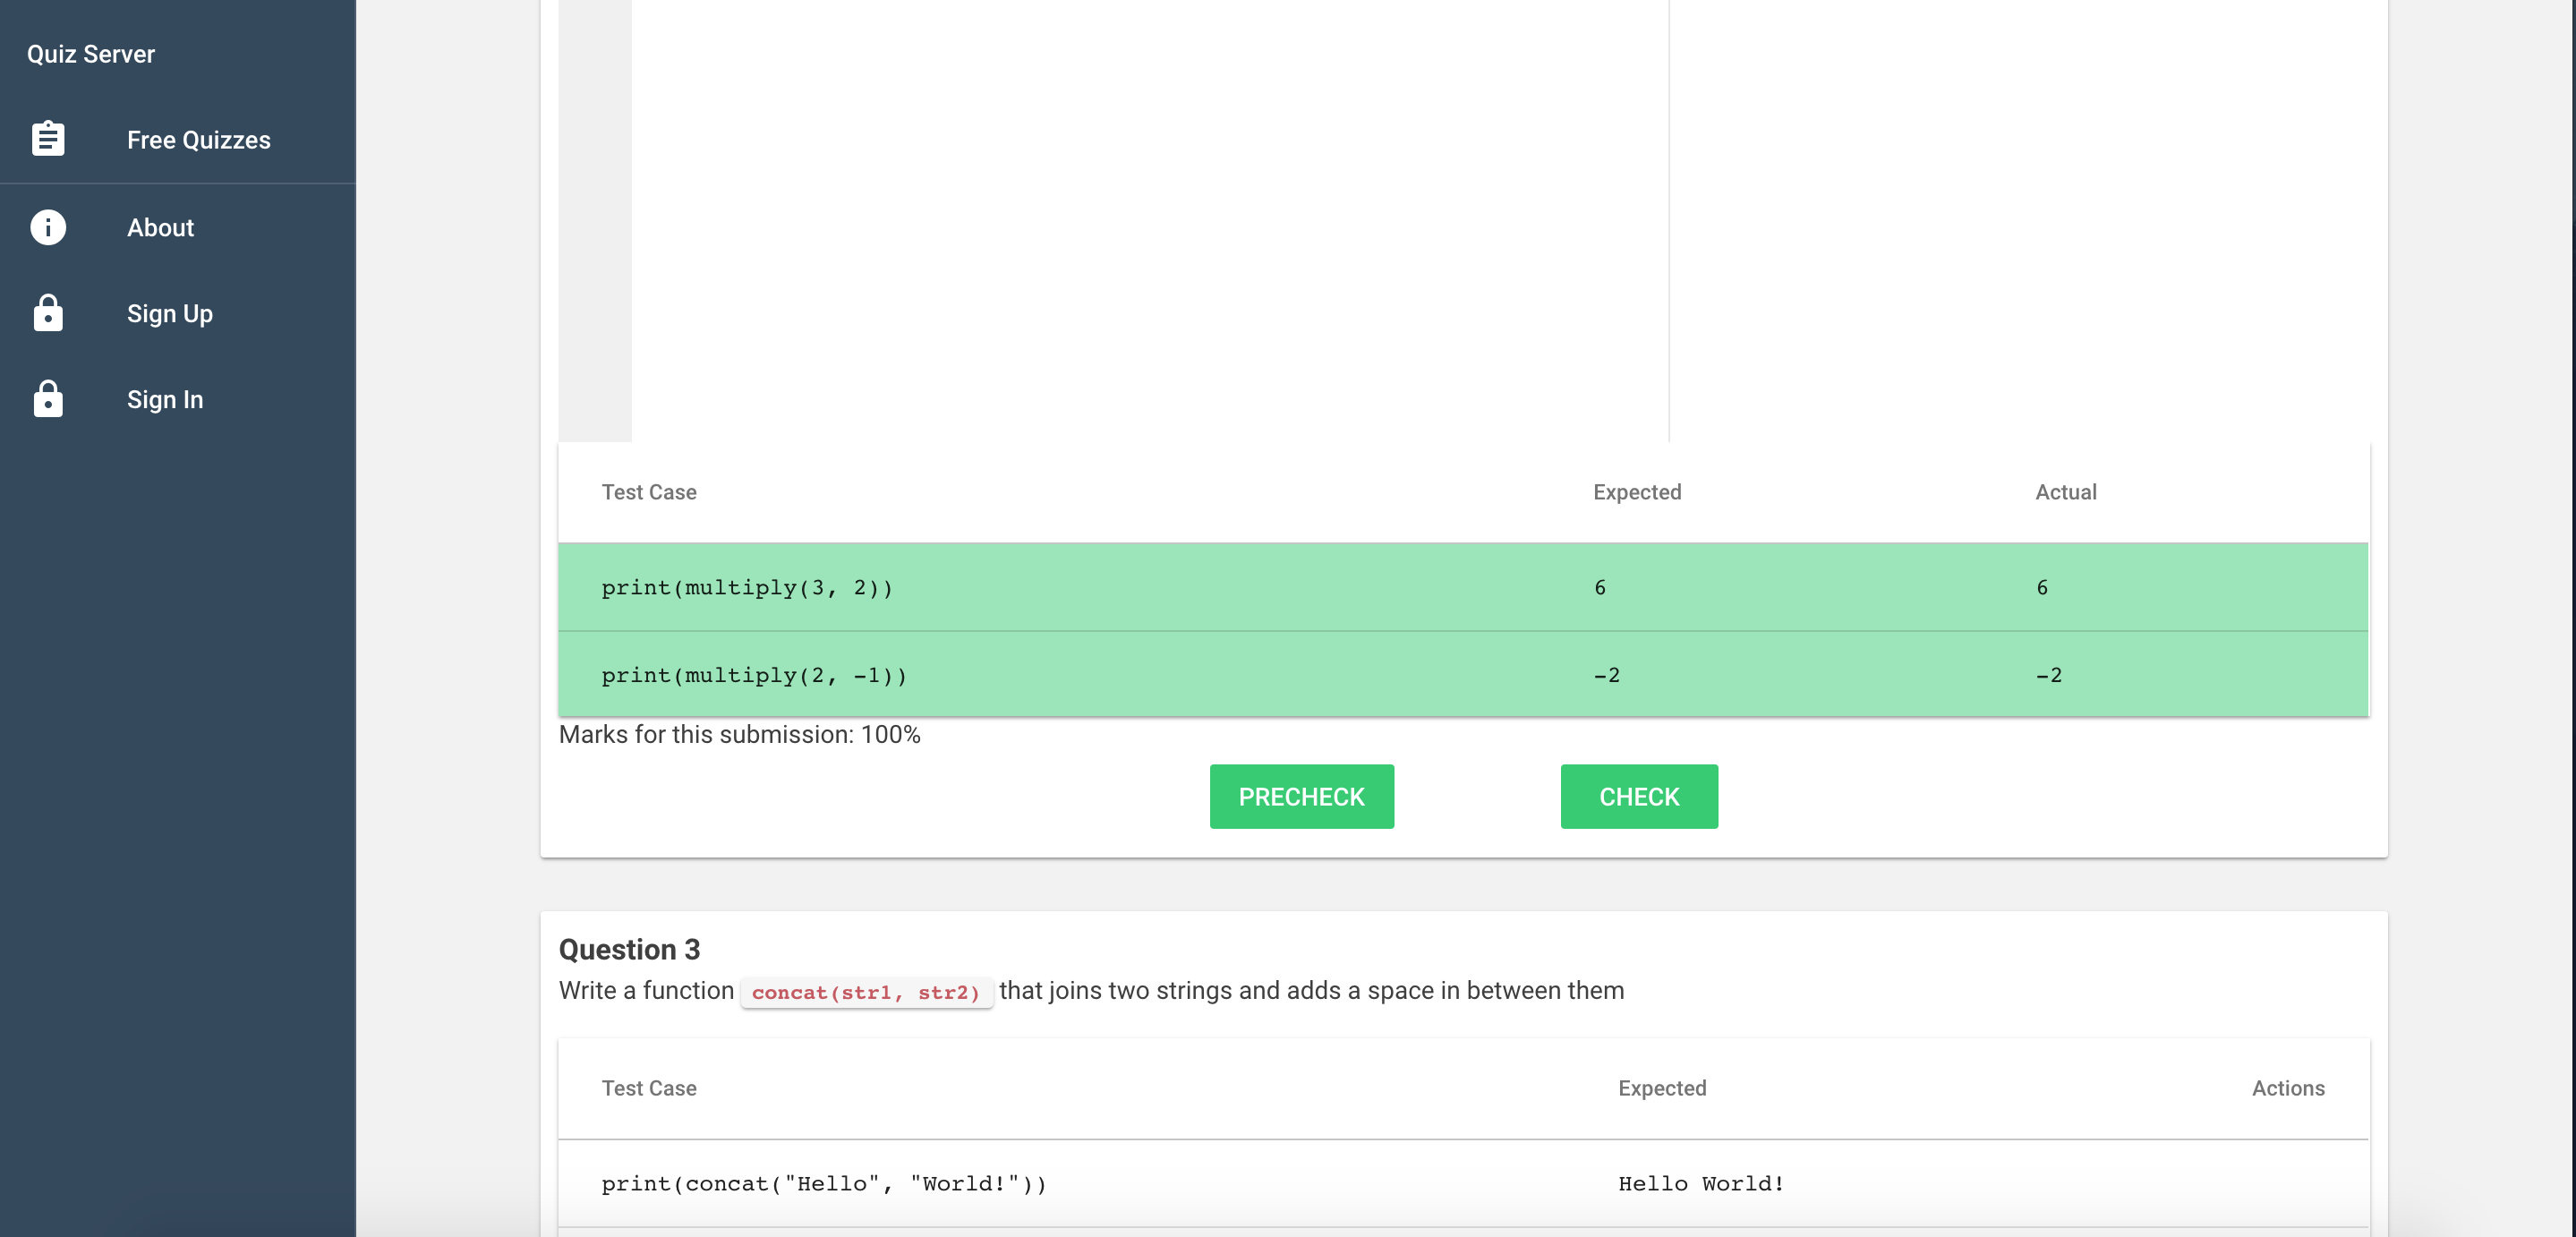 Quiz Server
Free Quizzes
About
Sign Up
Sign In
Test Case Expected Actual
print(multiply(3, 2)) 6 6
print(multiply(2, -1)) -2 -2
Marks for this submission: 100%
PRECHECK CHECK
Question 3
Write a function concat(str1, str2) that joins two strings and adds a space in between them
Test Case Expected Actions
print(concat("Hello", "World!")) Hello World!